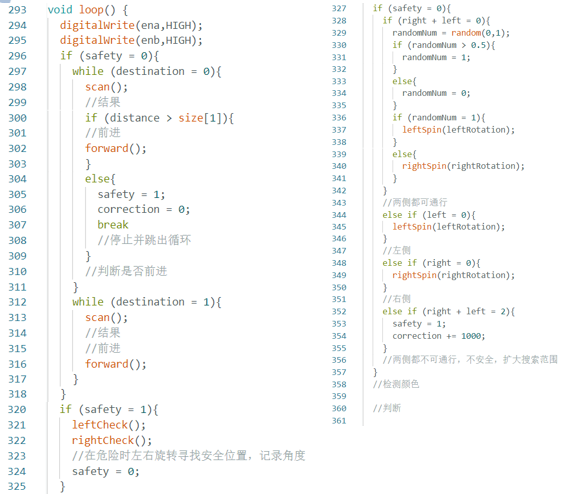 293 void loop() {
294 digitalWrite(ena,HIGH);
295 digitalWrite(enb,HIGH);
296 if (safety = 0){
297 while (destination = 0){
298 scan();
299 //结果
300 if (distance > size[1]){
301 //前进
302 forward();
303 }
304 else{
305 safety = 1;
306 correction = 0;
307 break
308 //停止并跳出循环
309 }
310 //判断是否前进
311 }
312 while (destination = 1){
313 scan();
314 //结果
315 //前进
316 forward();
317 }
318 }
320 if (safety = 1){
321 leftCheck();
322 rightCheck();
323 //在危险时左右旋转寻找安全位置，记录角度
324 safety = 0;
325 }
327 if (safety = 0){
328 if (right + left = 0){
329 randomNum = random(0,1);
330 if (randomNum > 0.5){
331 randomNum = 1;
332 }
333 else{
334 randomNum = 0;
335 }
336 if (randomNum = 1){
337 leftSpin(leftRotation);
338 }
339 else{
340 rightSpin(rightRotation);
341 }
342 }
343 //两侧都可通行
344 else if (left = 0){
345 leftSpin(leftRotation);
346 }
347 //左侧
348 else if (right = 0){
349 rightSpin(rightRotation);
350 }
351 //右侧
352 else if (right + left = 2){
353 safety = 1;
354 correction += 1000;
355 }
356 //两侧都不可通行，不安全，扩大搜索范围
357 }
358 //检测颜色
359
360 //判断
361